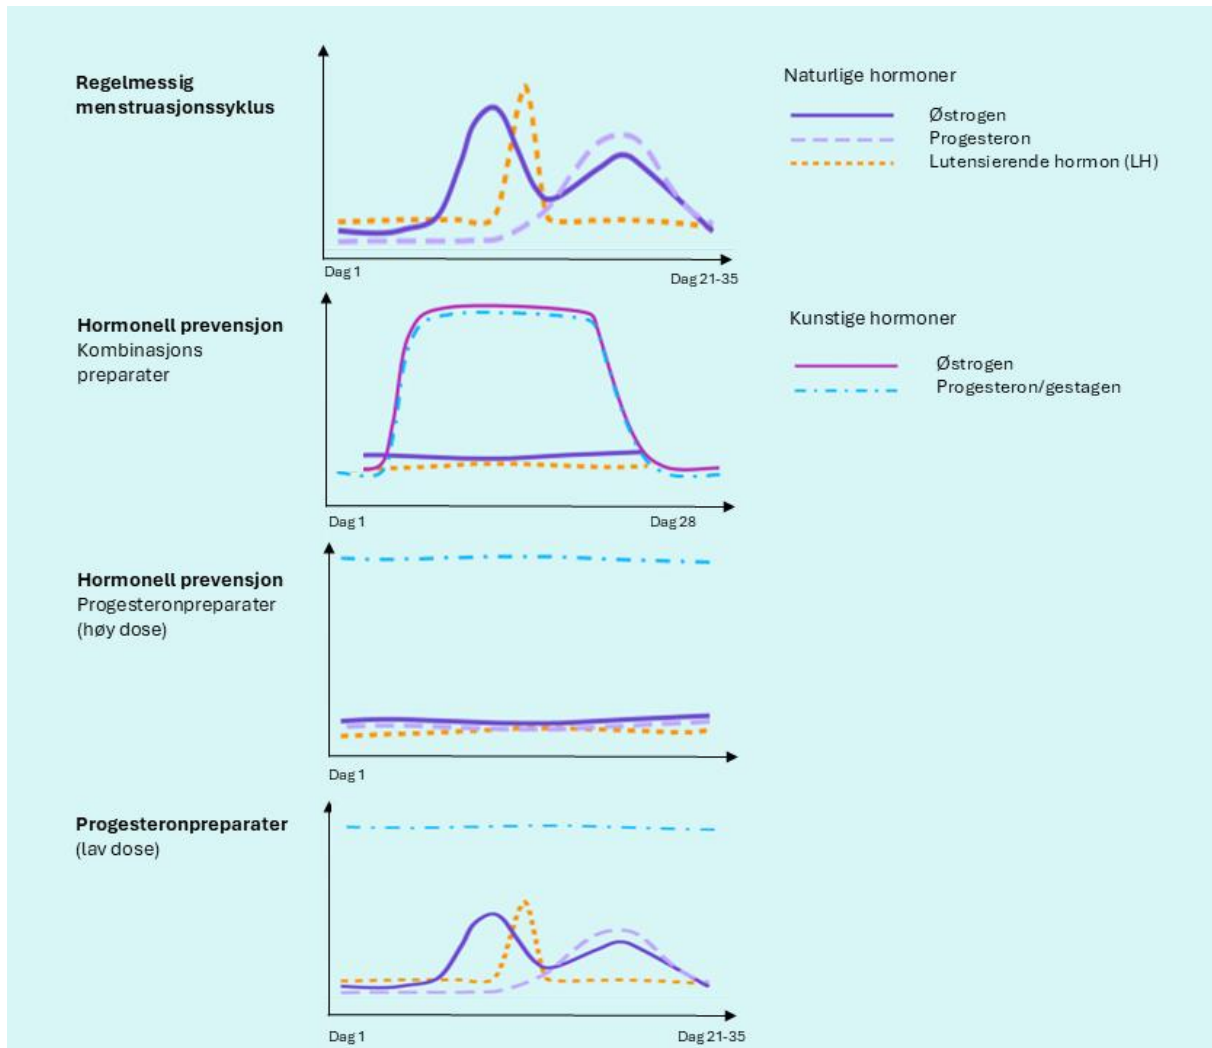 Regelmessig
menstruasjonssyklus
Naturlige hormoner
Østrogen
Progesteron
Lutensierende hormon (LH)
Dag 1
Dag 21-35
Hormonell prevensjon
Kombinasjons
preparater
Kunstige hormoner
Østrogen
Progesteron/gestagen
Dag 1
Dag 28
Hormonell prevensjon
Progesteronpreparater
(høy dose)
Dag 1
Progesteronpreparater
(lav dose)
Dag 1
Dag 21-35